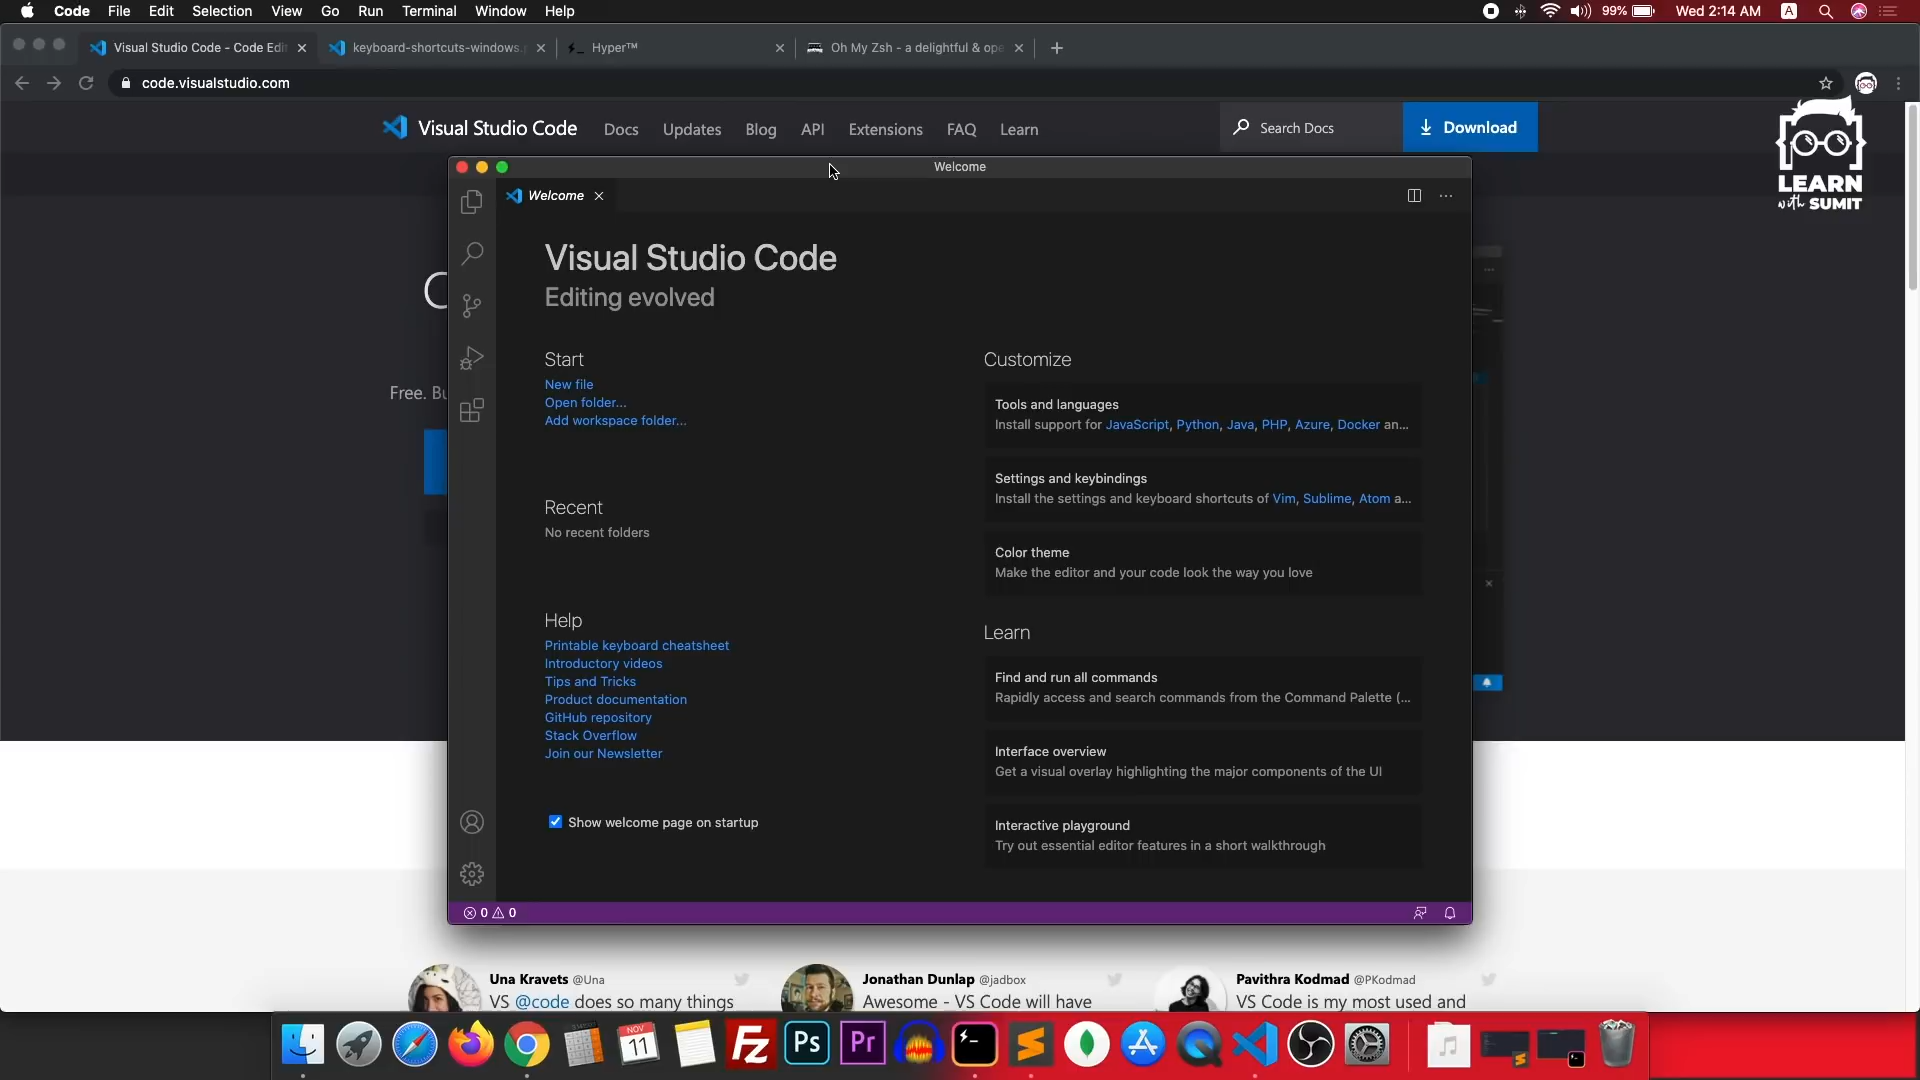 Code File Edit Selection View Go Run Terminal Window Help
99% Wed 2:14 AM A
Visual Studio Code - Code Edi
keyboard-shortcuts-windows.
Hyper™
Oh My Zsh - a delightful & ope
code.visualstudio.com
Visual Studio Code Docs Updates Blog API Extensions FAQ Learn
Search Docs
Download
LEARN
with SUMIT
Welcome
Welcome
Visual Studio Code
Editing evolved
Free. Bu
Start
New file
Open folder...
Add workspace folder...
Recent
No recent folders
Help
Printable keyboard cheatsheet
Introductory videos
Tips and Tricks
Product documentation
GitHub repository
Stack Overflow
Join our Newsletter
Show welcome page on startup
Customize
Tools and languages
Install support for JavaScript, Python, Java, PHP, Azure, Docker an...
Settings and keybindings
Install the settings and keyboard shortcuts of Vim, Sublime, Atom a...
Color theme
Make the editor and your code look the way you love
Learn
Find and run all commands
Rapidly access and search commands from the Command Palette (...
Interface overview
Get a visual overlay highlighting the major components of the UI
Interactive playground
Try out essential editor features in a short walkthrough
0 0
Una Kravets @Una
VS @code does so many things
Jonathan Dunlap @jadbox
Awesome - VS Code will have
Pavithra Kodmad @PKodmad
VS Code is my most used and
NOV
11
Fz
Ps
Pr